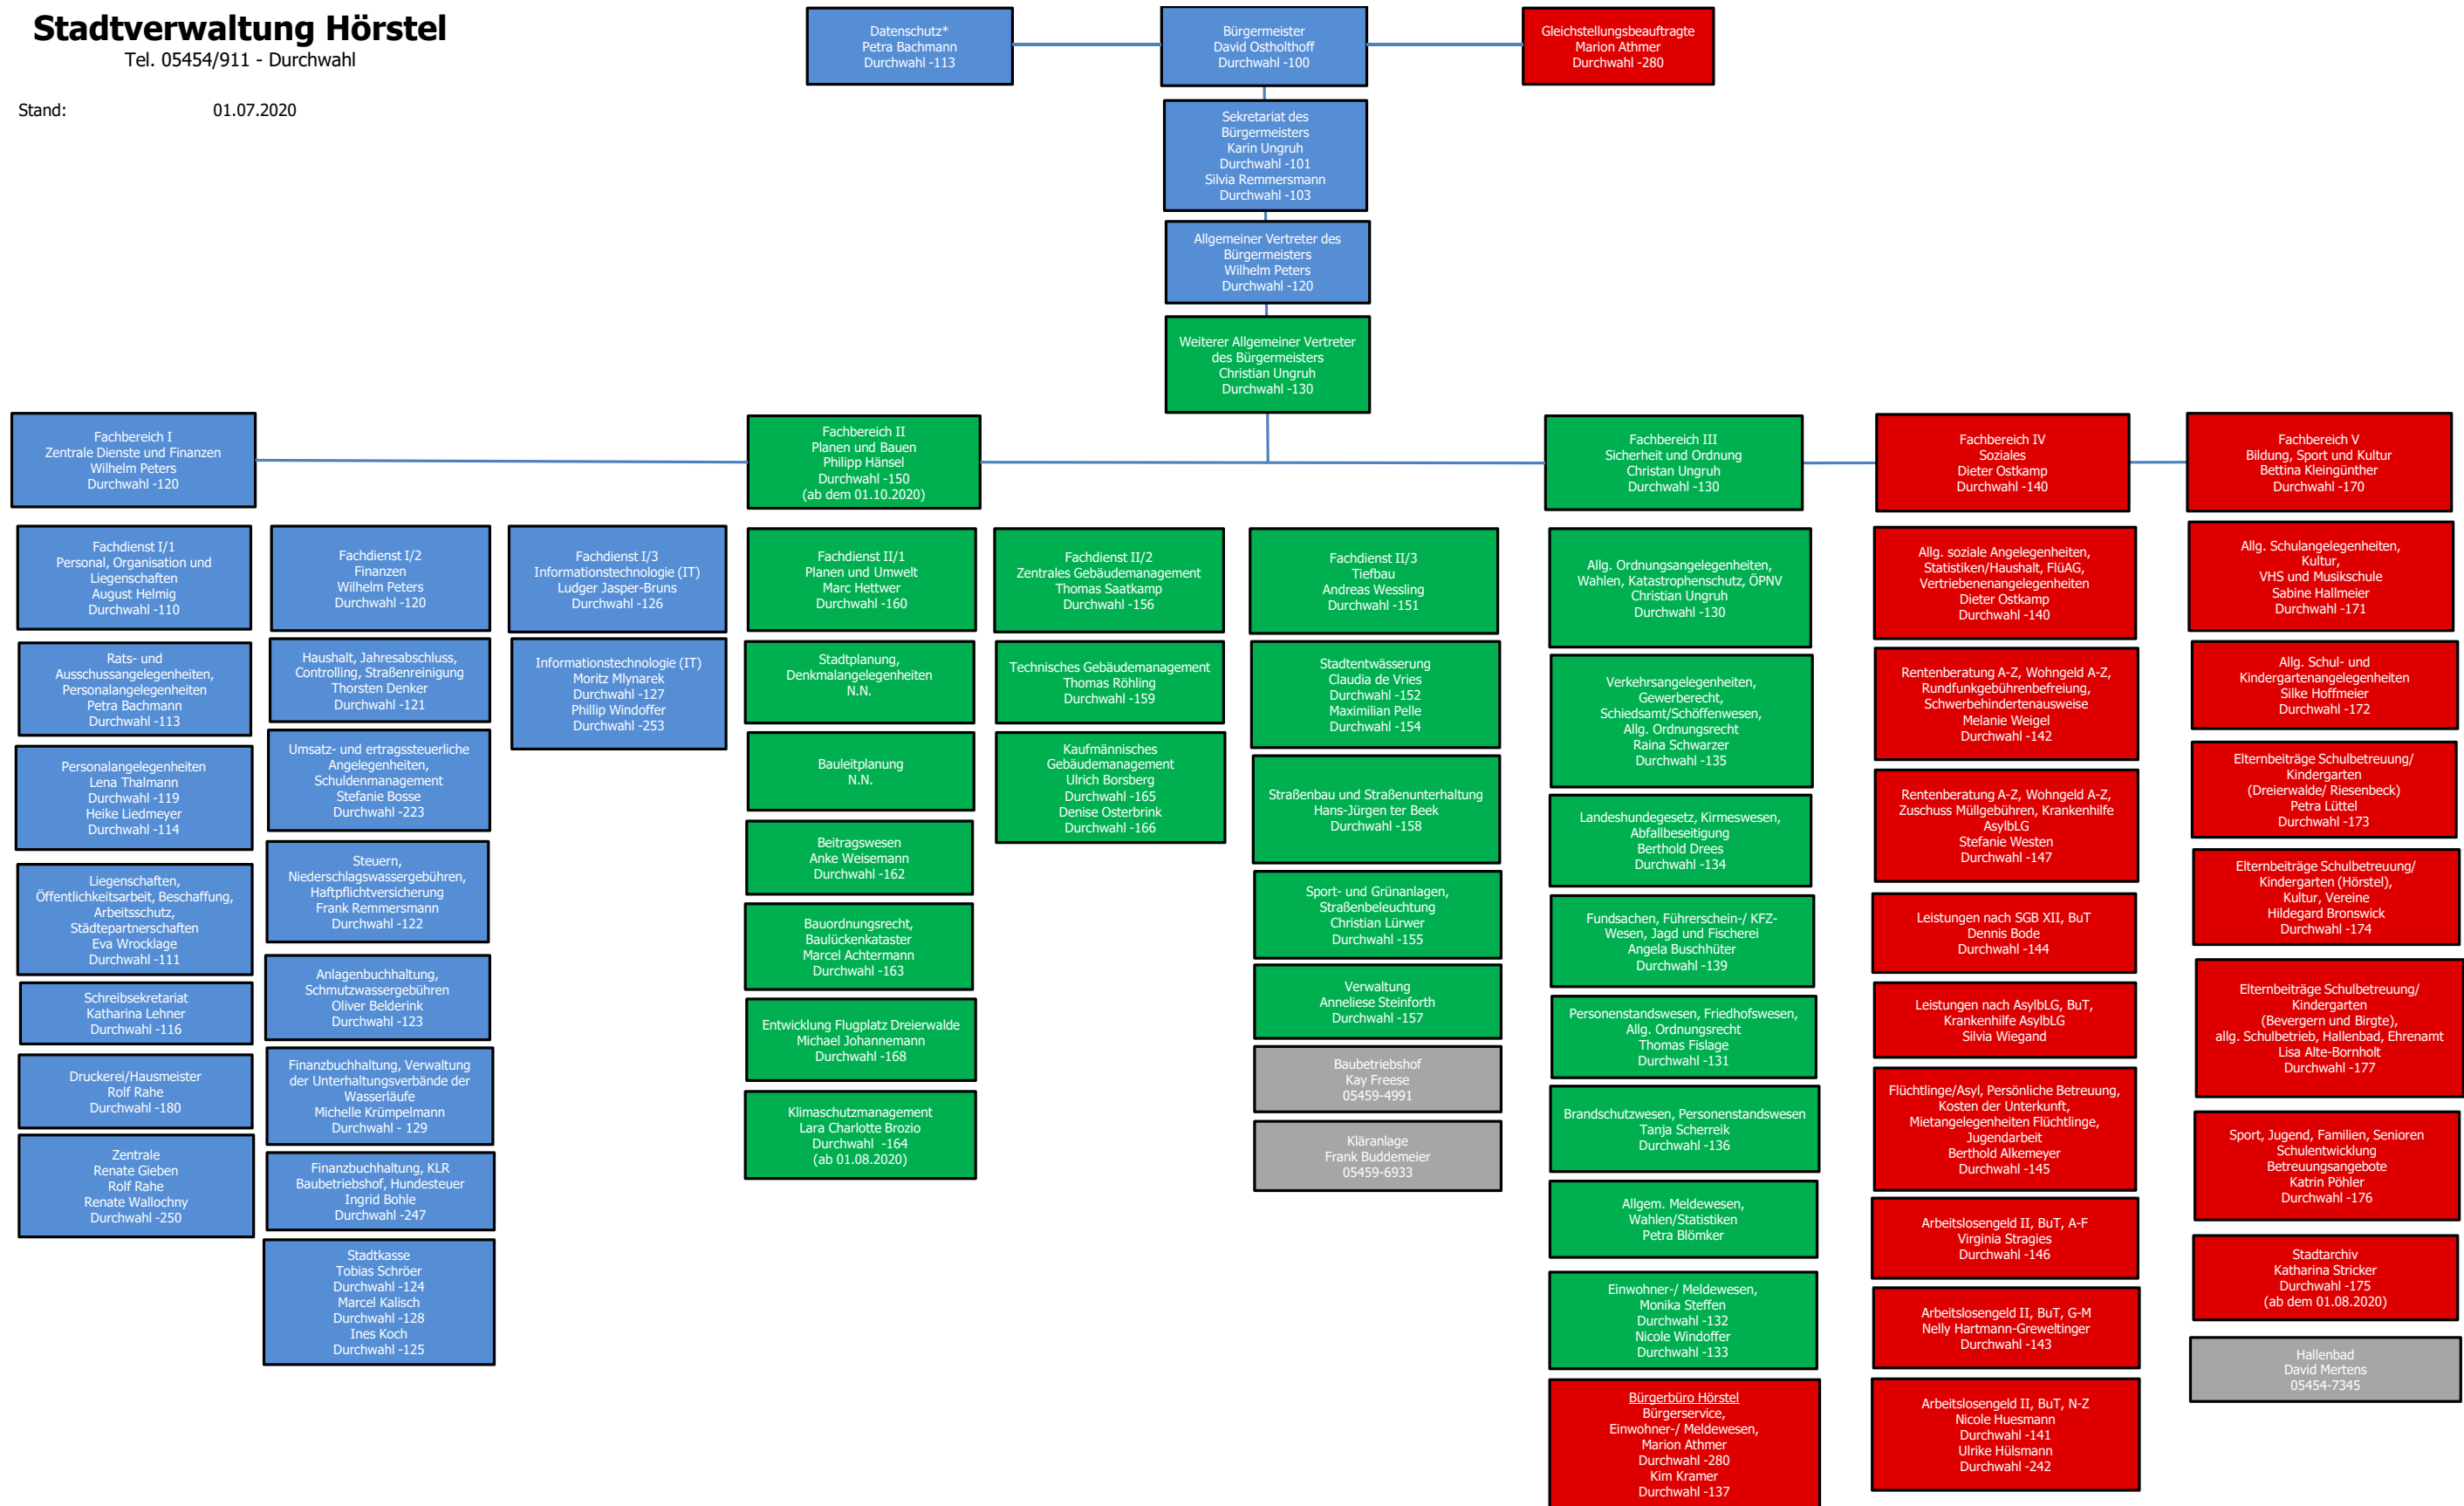 Stadtverwaltung Hörstel
Tel. 05454/911 - Durchwahl
Stand: 01.07.2020
Datenschutz*
Petra Bachmann
Durchwahl -113
Bürgermeister
David Ostholthoff
Durchwahl -100
Gleichstellungsbeauftragte
Marion Athmer
Durchwahl -280
Sekretariat des
Bürgermeisters
Karin Ungruh
Durchwahl -101
Silvia Remmersmann
Durchwahl -103
Allgemeiner Vertreter des
Bürgermeisters
Wilhelm Peters
Durchwahl -120
Weiterer Allgemeiner Vertreter
des Bürgermeisters
Christian Ungruh
Durchwahl -130
Fachbereich I
Zentrale Dienste und Finanzen
Wilhelm Peters
Durchwahl -120
Fachbereich II
Planen und Bauen
Philipp Hänsel
Durchwahl -150
(ab dem 01.10.2020)
Fachbereich III
Sicherheit und Ordnung
Christan Ungruh
Durchwahl -130
Fachbereich IV
Soziales
Dieter Ostkamp
Durchwahl -140
Fachbereich V
Bildung, Sport und Kultur
Bettina Kleingünther
Durchwahl -170
Fachdienst I/1
Personal, Organisation und
Liegenschaften
August Helmig
Durchwahl -110
Rats- und
Ausschussangelegenheiten,
Personalangelegenheiten
Petra Bachmann
Durchwahl -113
Personalangelegenheiten
Lena Thalmann
Durchwahl -119
Heike Liedmeyer
Durchwahl -114
Liegenschaften,
Öffentlichkeitsarbeit, Beschaffung,
Arbeitsschutz,
Städtepartnerschaften
Eva Wrocklage
Durchwahl -111
Schreibsekretariat
Katharina Lehner
Durchwahl -116
Druckerei/Hausmeister
Rolf Rahe
Durchwahl -180
Zentrale
Renate Gieben
Rolf Rahe
Renate Wallochny
Durchwahl -250
Fachdienst I/2
Finanzen
Wilhelm Peters
Durchwahl -120
Haushalt, Jahresabschluss,
Controlling, Straßenreinigung
Thorsten Denker
Durchwahl -121
Umsatz- und ertragssteuerliche
Angelegenheiten,
Schuldenmanagement
Stefanie Bosse
Durchwahl -223
Steuern,
Niederschlagswassergebühren,
Haftpflichtversicherung
Frank Remmersmann
Durchwahl -122
Anlagenbuchhaltung,
Schmutzwassergebühren
Oliver Belderink
Durchwahl -123
Finanzbuchhaltung, Verwaltung
der Unterhaltungsverbände der
Wasserläufe
Michelle Krümpelmann
Durchwahl - 129
Finanzbuchhaltung, KLR
Baubetriebshof, Hundesteuer
Ingrid Bohle
Durchwahl -247
Stadtkasse
Tobias Schröer
Durchwahl -124
Marcel Kalisch
Durchwahl -128
Ines Koch
Durchwahl -125
Fachdienst I/3
Informationstechnologie (IT)
Ludger Jasper-Bruns
Durchwahl -126
Informationstechnologie (IT)
Moritz Mlynarek
Durchwahl -127
Phillip Windoffer
Durchwahl -253
Fachdienst II/1
Planen und Umwelt
Marc Hettwer
Durchwahl -160
Stadtplanung,
Denkmalangelegenheiten
N.N.
Bauleitplanung
N.N.
Beitragswesen
Anke Weisemann
Durchwahl -162
Bauordnungsrecht,
Baulückenkataster
Marcel Achtermann
Durchwahl -163
Entwicklung Flugplatz Dreierwalde
Michael Johannemann
Durchwahl -168
Klimaschutzmanagement
Lara Charlotte Brozio
Durchwahl -164
(ab 01.08.2020)
Fachdienst II/2
Zentrales Gebäudemanagement
Thomas Saatkamp
Durchwahl -156
Technisches Gebäudemanagement
Thomas Röhling
Durchwahl -159
Kaufmännisches
Gebäudemanagement
Ulrich Borsberg
Durchwahl -165
Denise Osterbrink
Durchwahl -166
Fachdienst II/3
Tiefbau
Andreas Wessling
Durchwahl -151
Stadtentwässerung
Claudia de Vries
Durchwahl -152
Maximilian Pelle
Durchwahl -154
Straßenbau und Straßenunterhaltung
Hans-Jürgen ter Beek
Durchwahl -158
Sport- und Grünanlagen,
Straßenbeleuchtung
Christian Lürwer
Durchwahl -155
Verwaltung
Anneliese Steinforth
Durchwahl -157
Baubetriebshof
Kay Freese
05459-4991
Kläranlage
Frank Buddemeier
05459-6933
Allg. Ordnungsangelegenheiten,
Wahlen, Katastrophenschutz, ÖPNV
Christian Ungruh
Durchwahl -130
Verkehrsangelegenheiten,
Gewerberecht,
Schiedsamt/Schöffenwesen,
Allg. Ordnungsrecht
Raina Schwarzer
Durchwahl -135
Landeshundegesetz, Kirmeswesen,
Abfallbeseitigung
Berthold Drees
Durchwahl -134
Fundsachen, Führerschein-/ KFZ-
Wesen, Jagd und Fischerei
Angela Buschhüter
Durchwahl -139
Personenstandswesen, Friedhofswesen,
Allg. Ordnungsrecht
Thomas Fislage
Durchwahl -131
Brandschutzwesen, Personenstandswesen
Tanja Scherreik
Durchwahl -136
Allgem. Meldewesen,
Wahlen/Statistiken
Petra Blömker
Einwohner-/ Meldewesen,
Monika Steffen
Durchwahl -132
Nicole Windoffer
Durchwahl -133
Bürgerbüro Hörstel
Bürgerservice,
Einwohner-/ Meldewesen,
Marion Athmer
Durchwahl -280
Kim Kramer
Durchwahl -137
Allg. soziale Angelegenheiten,
Statistiken/Haushalt, FlüAG,
Vertriebenenangelegenheiten
Dieter Ostkamp
Durchwahl -140
Rentenberatung A-Z, Wohngeld A-Z,
Rundfunkgebührenbefreiung,
Schwerbehindertenausweise
Melanie Weigel
Durchwahl -142
Rentenberatung A-Z, Wohngeld A-Z,
Zuschuss Müllgebühren, Krankenhilfe
AsylbLG
Stefanie Westen
Durchwahl -147
Leistungen nach SGB XII, BuT
Dennis Bode
Durchwahl -144
Leistungen nach AsylbLG, BuT,
Krankenhilfe AsylbLG
Silvia Wiegand
Flüchtlinge/Asyl, Persönliche Betreuung,
Kosten der Unterkunft,
Mietangelegenheiten Flüchtlinge,
Jugendarbeit
Berthold Alkemeyer
Durchwahl -145
Arbeitslosengeld II, BuT, A-F
Virginia Stragies
Durchwahl -146
Arbeitslosengeld II, BuT, G-M
Nelly Hartmann-Greweltinger
Durchwahl -143
Arbeitslosengeld II, BuT, N-Z
Nicole Huesmann
Durchwahl -141
Ulrike Hülsmann
Durchwahl -242
Allg. Schulangelegenheiten,
Kultur,
VHS und Musikschule
Sabine Hallmeier
Durchwahl -171
Allg. Schul- und
Kindergartenangelegenheiten
Silke Hoffmeier
Durchwahl -172
Elternbeiträge Schulbetreuung/
Kindergarten
(Dreierwalde/ Riesenbeck)
Petra Lüttel
Durchwahl -173
Elternbeiträge Schulbetreuung/
Kindergarten (Hörstel),
Kultur, Vereine
Hildegard Bronswick
Durchwahl -174
Elternbeiträge Schulbetreuung/
Kindergarten
(Bevergern und Birgte),
allg. Schulbetrieb, Hallenbad, Ehrenamt
Lisa Alte-Bornholt
Durchwahl -177
Sport, Jugend, Familien, Senioren
Schulentwicklung
Betreuungsangebote
Katrin Pöhler
Durchwahl -176
Stadtarchiv
Katharina Stricker
Durchwahl -175
(ab dem 01.08.2020)
Hallenbad
David Mertens
05454-7345